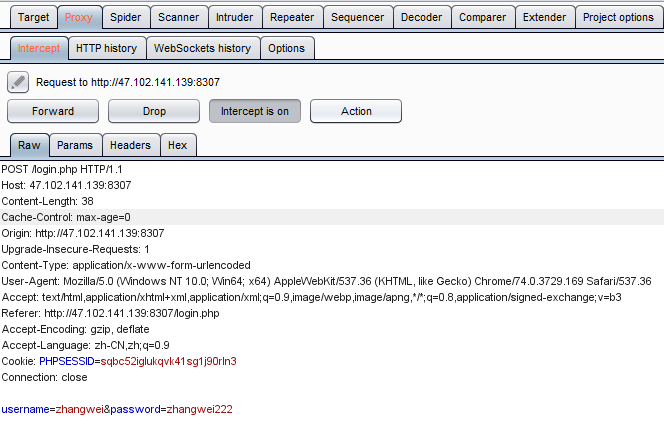 Target Proxy Spider Scanner Intruder Repeater Sequencer Decoder Comparer Extender Project options
Intercept HTTP history WebSockets history Options
Request to http://47.102.141.139:8307
Forward Drop Intercept is on Action
Raw Params Headers Hex
POST /login.php HTTP/1.1
Host: 47.102.141.139:8307
Content-Length: 38
Cache-Control: max-age=0
Origin: http://47.102.141.139:8307
Upgrade-Insecure-Requests: 1
Content-Type: application/x-www-form-urlencoded
User-Agent: Mozilla/5.0 (Windows NT 10.0; Win64; x64) AppleWebKit/537.36 (KHTML, like Gecko) Chrome/74.0.3729.169 Safari/537.36
Accept: text/html,application/xhtml+xml,application/xml;q=0.9,image/webp,image/apng,*/*;q=0.8,application/signed-exchange;v=b3
Referer: http://47.102.141.139:8307/login.php
Accept-Encoding: gzip, deflate
Accept-Language: zh-CN,zh;q=0.9
Cookie: PHPSESSID=sqbc52iglukqvk41sg1j90rln3
Connection: close
username=zhangwei&password=zhangwei222